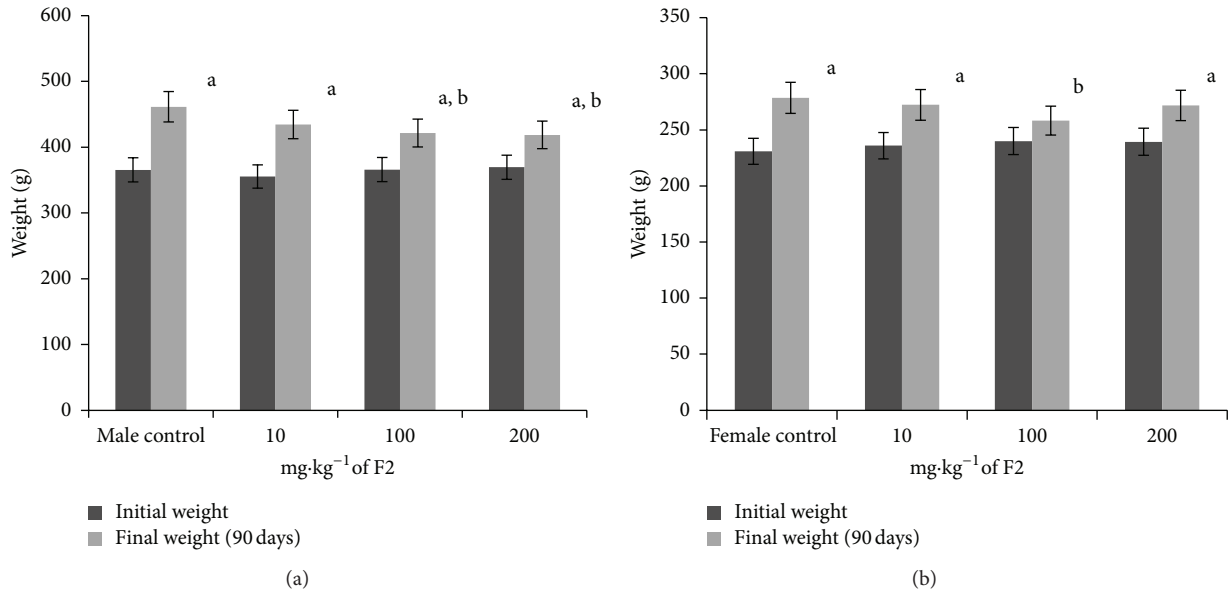 600
500
400
300
200
100
0
Weight (g)
a
a
a, b
a, b
Male control
10
100
200
mg·kg⁻¹ of F2
Initial weight
Final weight (90 days)
(a)
350
300
250
200
150
100
50
0
Weight (g)
a
a
b
a
Female control
10
100
200
mg·kg⁻¹ of F2
Initial weight
Final weight (90 days)
(b)